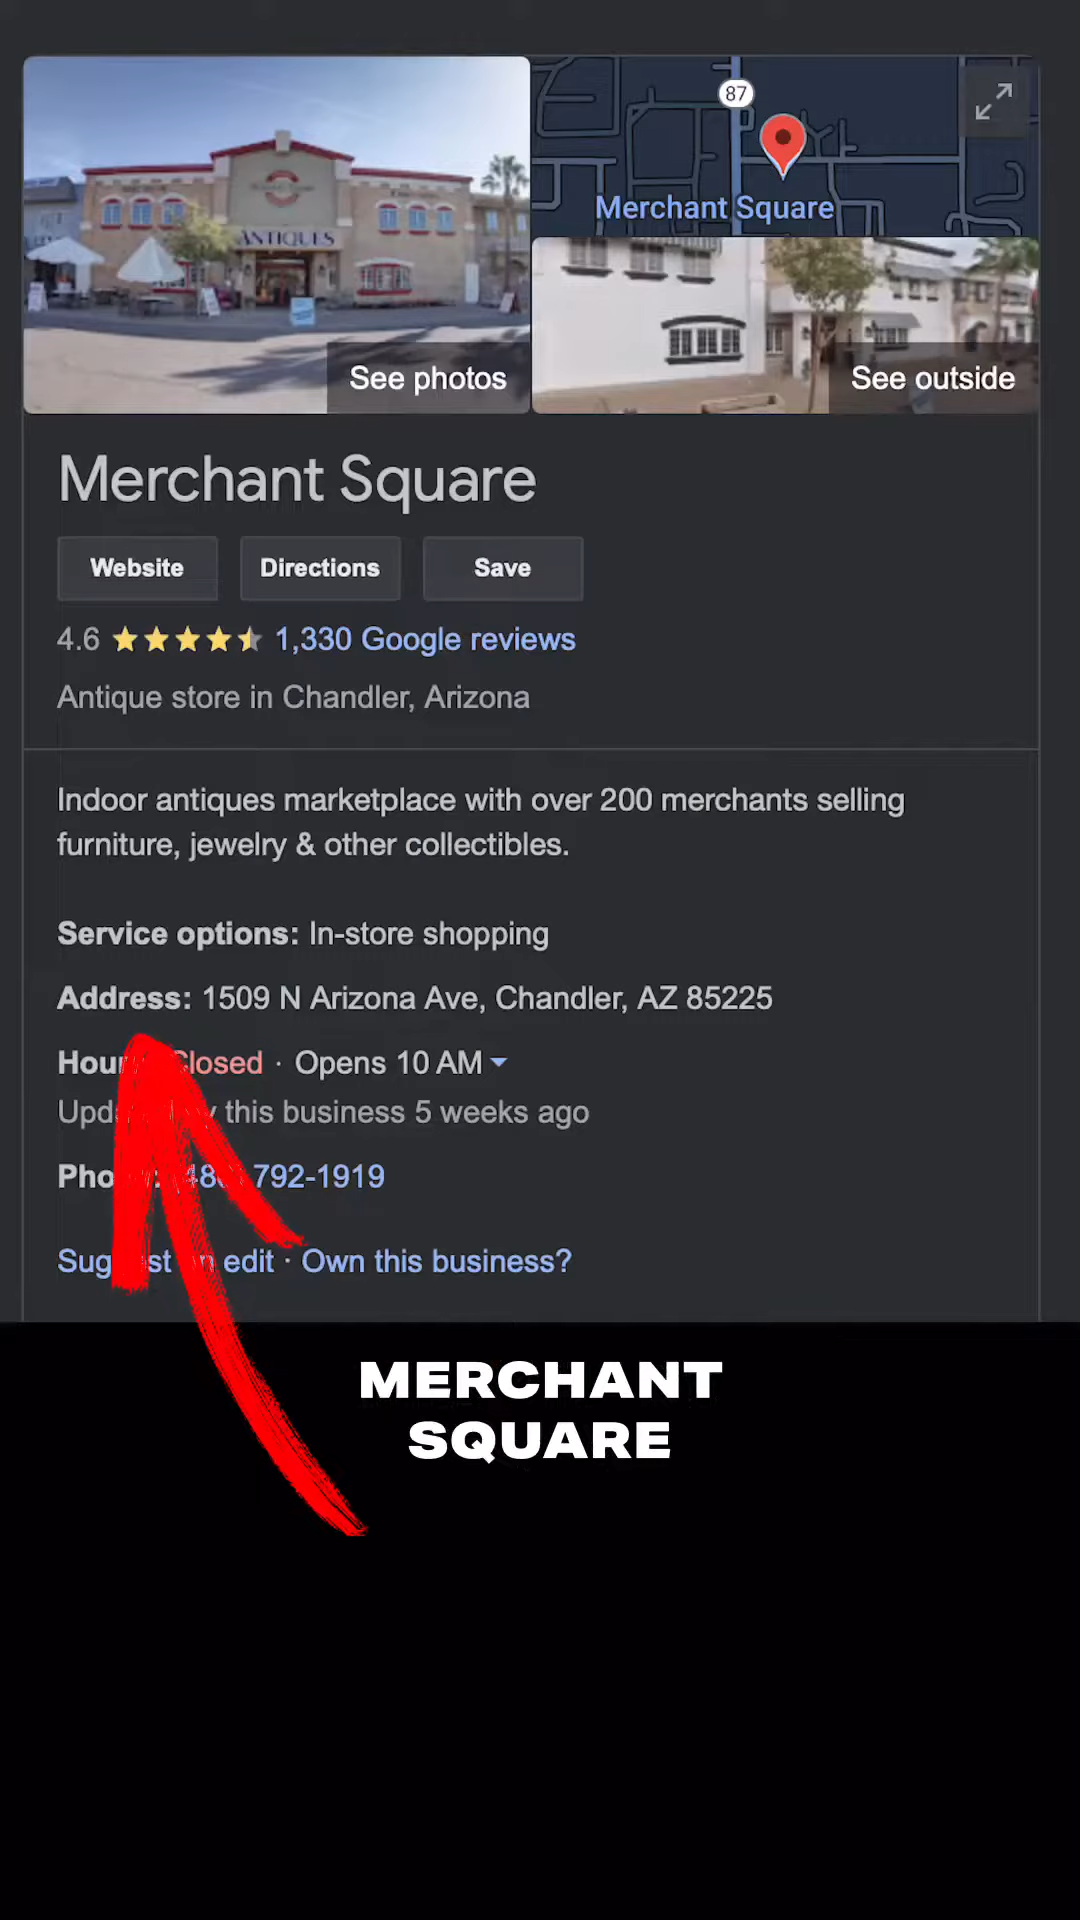 87
Merchant Square
ANTIQUES
See photos
See outside
Merchant Square
Website
Directions
Save
4.6
1,330 Google reviews
Antique store in Chandler, Arizona
Indoor antiques marketplace with over 200 merchants selling
furniture, jewelry & other collectibles.
Service options: In-store shopping
Address: 1509 N Arizona Ave, Chandler, AZ 85225
Closed · Opens 10 AM
this business 5 weeks ago
792-1919
edit · Own this business?
MERCHANT
SQUARE